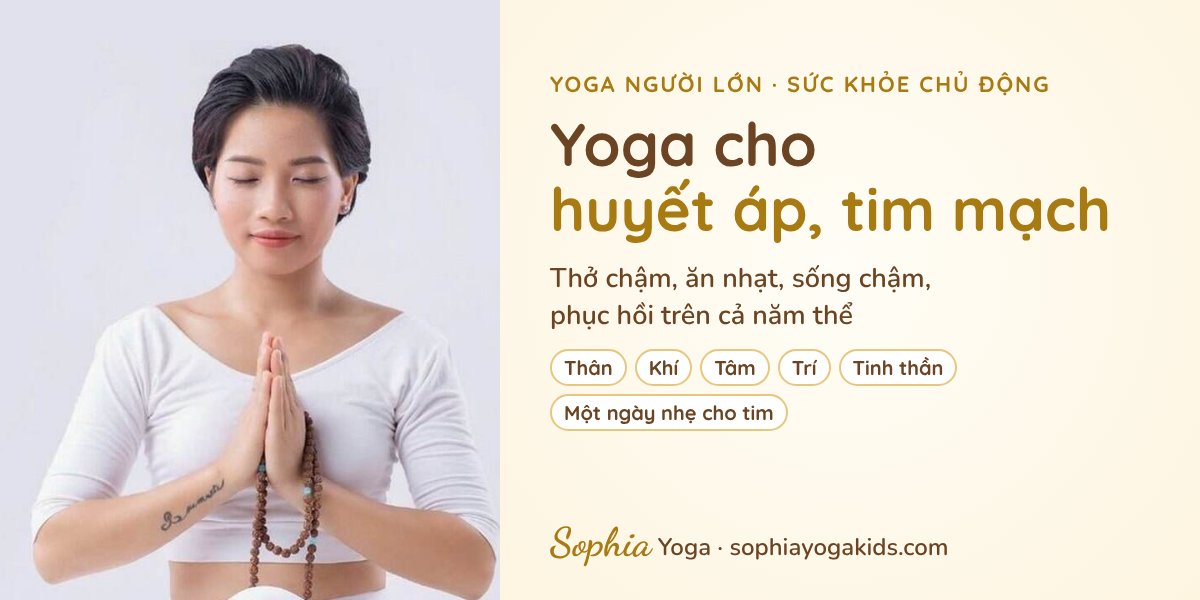 YOGA NGƯỜI LỚN · SỨC KHỎE CHỦ ĐỘNG
Yoga cho
huyết áp, tim mạch
Thở chậm, ăn nhạt, sống chậm,
phục hồi trên cả năm thể
Thân Khí Tâm Trí Tinh thần
Một ngày nhẹ cho tim
Sophia Yoga · sophiayogakids.com